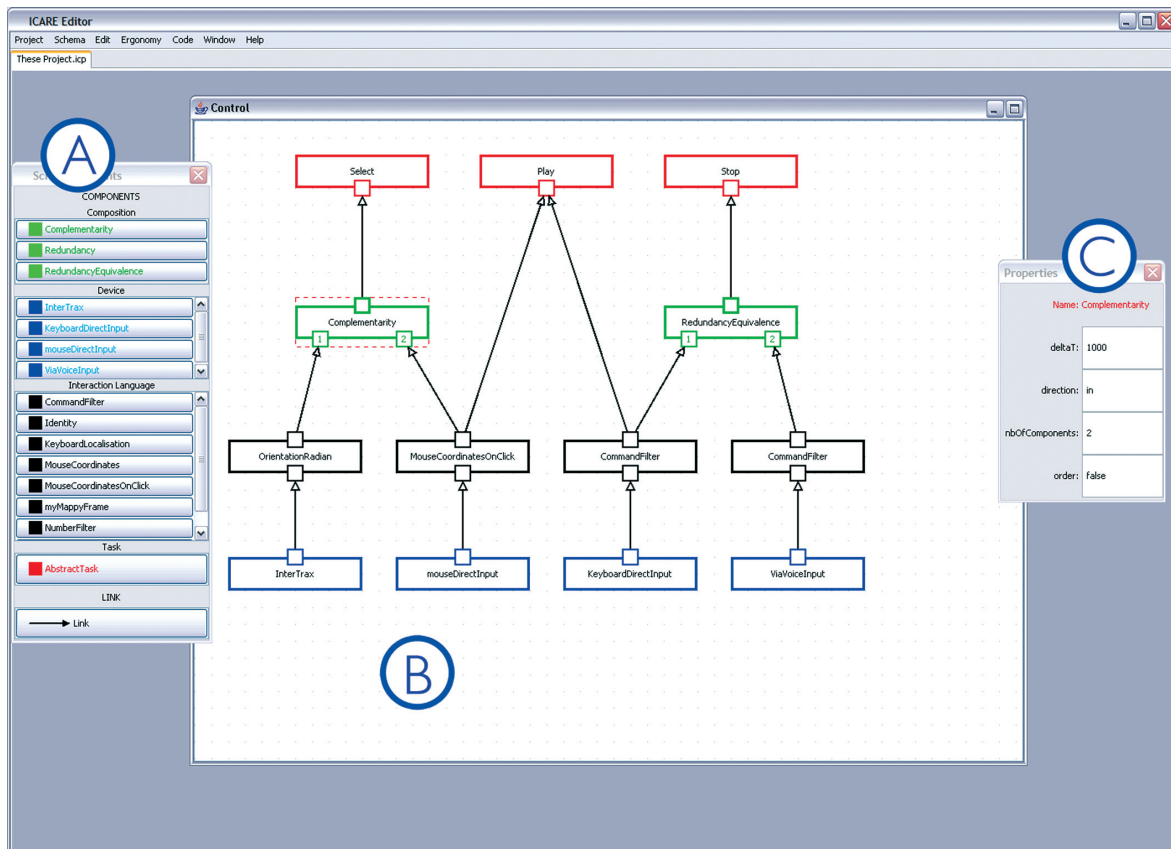 ICARE Editor
Project Schema Edit Ergonomy Code Window Help
These Project.icp
Control
A
COMPONENTS
Composition
Complementarity
Redundancy
RedundancyEquivalence
Device
InterTrax
KeyboardDirectInput
mouseDirectInput
ViaVoiceInput
Interaction Language
CommandFilter
Identity
KeyboardLocalisation
MouseCoordinates
MouseCoordinatesOnClick
myMappyFrame
NumberFilter
Task
AbstractTask
LINK
Link
Select Play Stop
Complementarity RedundancyEquivalence
1 2 1 2
OrientationRadian MouseCoordinatesOnClick CommandFilter CommandFilter
InterTrax mouseDirectInput KeyboardDirectInput ViaVoiceInput
B
C
Properties
Name: Complementarity
deltaT: 1000
direction: in
nbOfComponents: 2
order: false